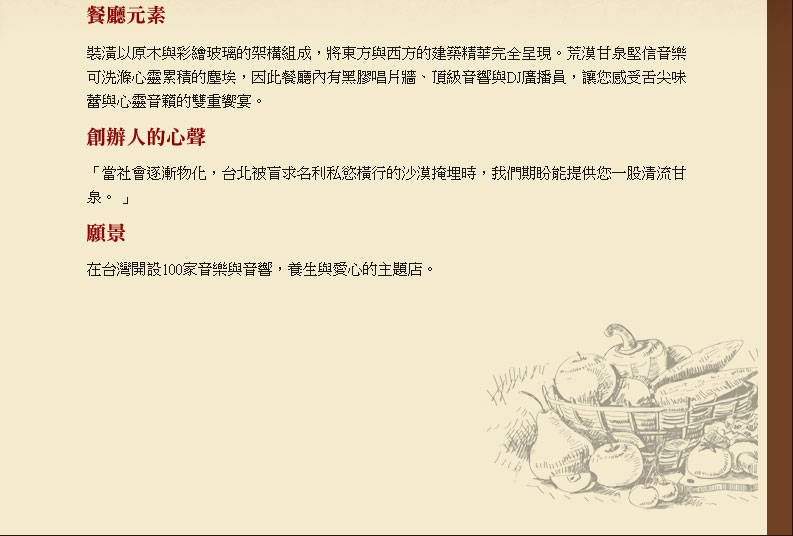 餐廳元素
裝潢以原木與彩繪玻璃的架構組成，將東方與西方的建築精華完全呈現。荒漠甘泉堅信音樂
可洗滌心靈累積的塵埃，因此餐廳內有黑膠唱片牆、頂級音響與DJ廣播員，讓您感受舌尖味
蕾與心靈音籟的雙重饗宴。
創辦人的心聲
「當社會逐漸物化，台北被盲求名利私慾橫行的沙漠掩埋時，我們期盼能提供您一股清流甘
泉。」
願景
在台灣開設100家音樂與音響，養生與愛心的主題店。